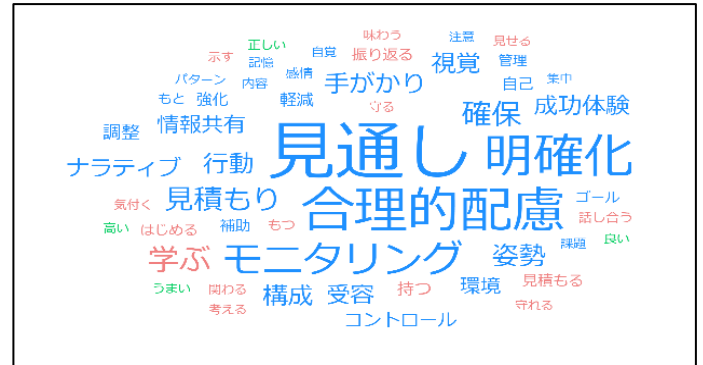 味わう 注意 見せる
正しい 自覚 振り返る 視覚 管理
示す 記憶
パターン 内容 感情 手がかり 自己 集中
もと 強化 軽減 守る 確保 成功体験
調整 情報共有
見通し 明確化
ナラティブ 行動
気付く 見積もり 合理的配慮 ゴール
高い はじめる 補助 もつ 話し合う
学ぶ モニタリング 姿勢 課題 良い
うまい 関わる 構成 受容 持つ 環境 見積もる
考える コントロール 守れる